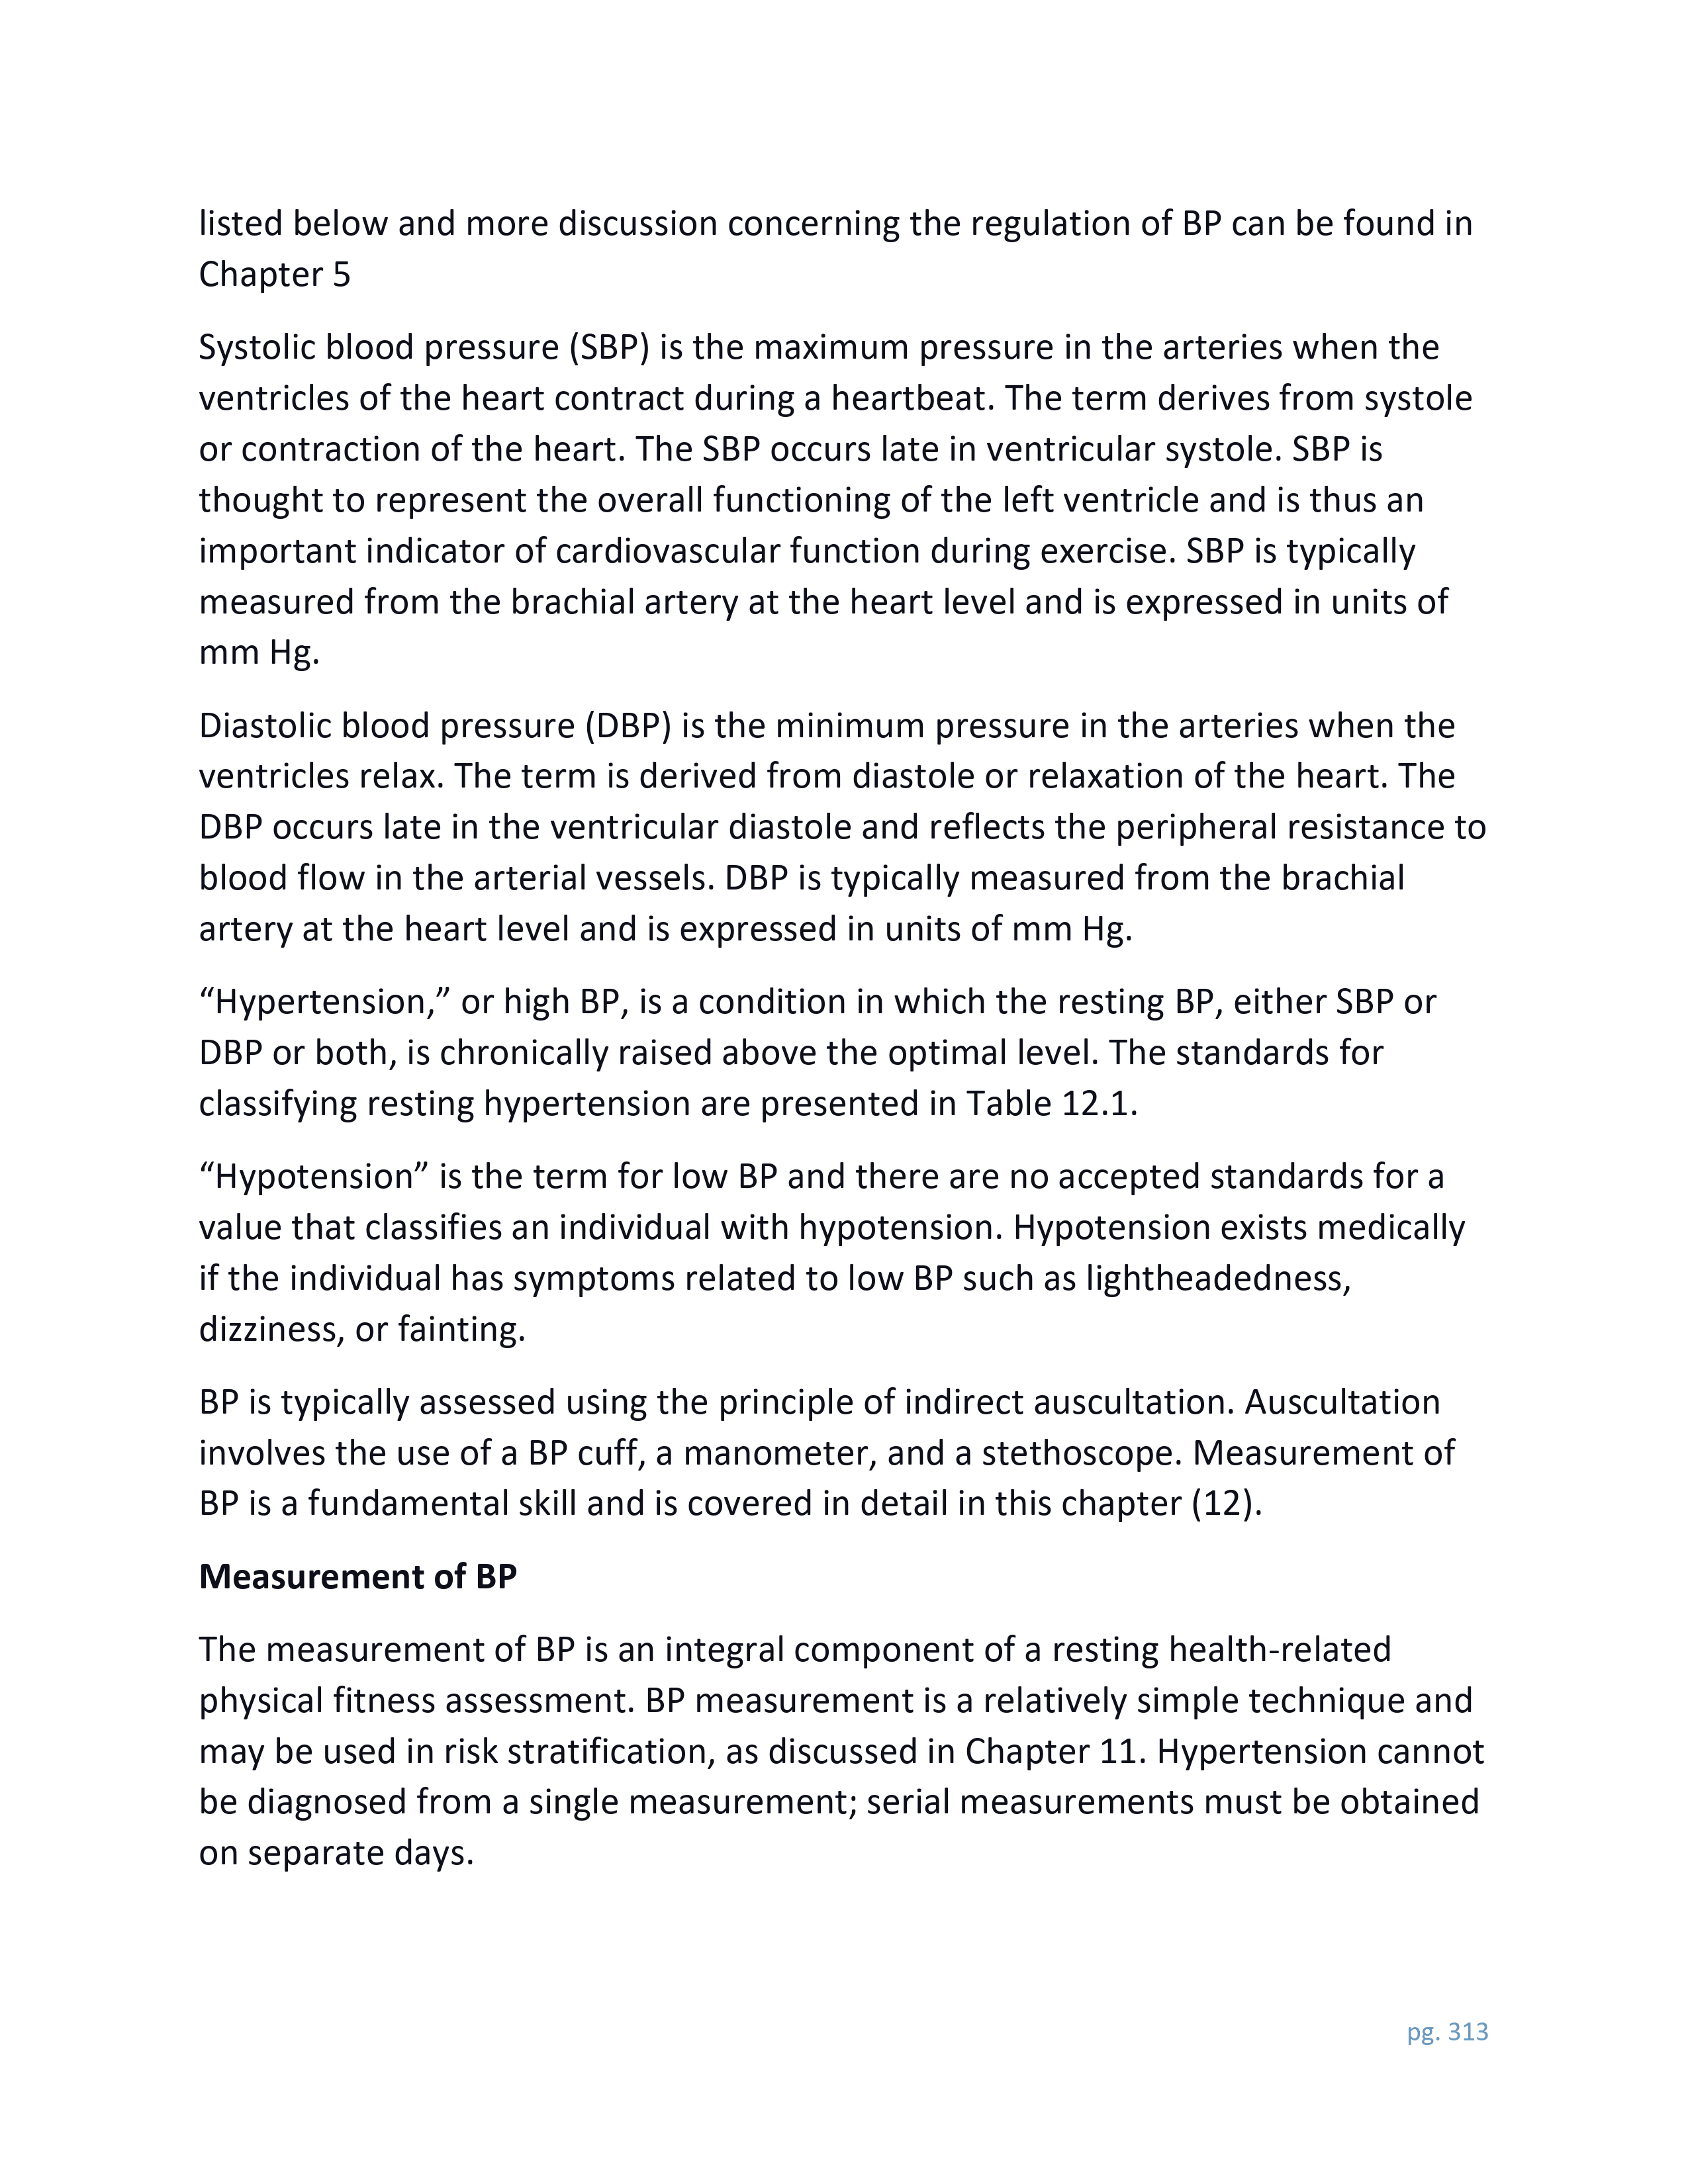 listed below and more discussion concerning the regulation of BP can be found in
Chapter 5
Systolic blood pressure (SBP) is the maximum pressure in the arteries when the
ventricles of the heart contract during a heartbeat. The term derives from systole
or contraction of the heart. The SBP occurs late in ventricular systole. SBP is
thought to represent the overall functioning of the left ventricle and is thus an
important indicator of cardiovascular function during exercise. SBP is typically
measured from the brachial artery at the heart level and is expressed in units of
mm Hg.
Diastolic blood pressure (DBP) is the minimum pressure in the arteries when the
ventricles relax. The term is derived from diastole or relaxation of the heart. The
DBP occurs late in the ventricular diastole and reflects the peripheral resistance to
blood flow in the arterial vessels. DBP is typically measured from the brachial
artery at the heart level and is expressed in units of mm Hg.
“Hypertension,” or high BP, is a condition in which the resting BP, either SBP or
DBP or both, is chronically raised above the optimal level. The standards for
classifying resting hypertension are presented in Table 12.1.
“Hypotension” is the term for low BP and there are no accepted standards for a
value that classifies an individual with hypotension. Hypotension exists medically
if the individual has symptoms related to low BP such as lightheadedness,
dizziness, or fainting.
BP is typically assessed using the principle of indirect auscultation. Auscultation
involves the use of a BP cuff, a manometer, and a stethoscope. Measurement of
BP is a fundamental skill and is covered in detail in this chapter (12).
Measurement of BP
The measurement of BP is an integral component of a resting health-related
physical fitness assessment. BP measurement is a relatively simple technique and
may be used in risk stratification, as discussed in Chapter 11. Hypertension cannot
be diagnosed from a single measurement; serial measurements must be obtained
on separate days.
pg. 313